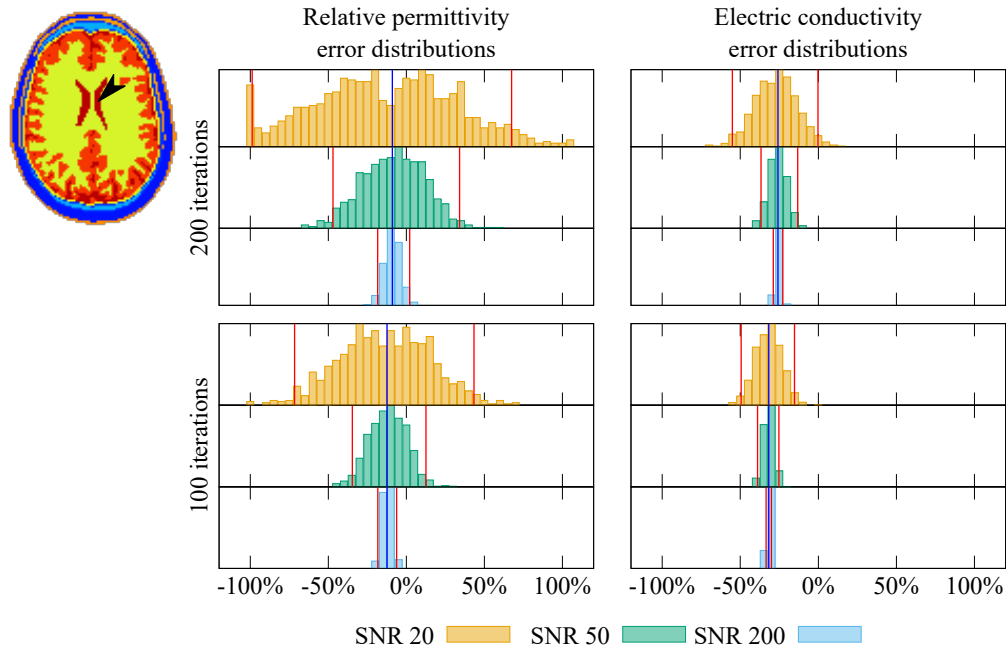 Relative permittivity
error distributions
Electric conductivity
error distributions
200 iterations
100 iterations
-100% -50% 0% 50% 100%
-100% -50% 0% 50% 100%
SNR 20 SNR 50 SNR 200